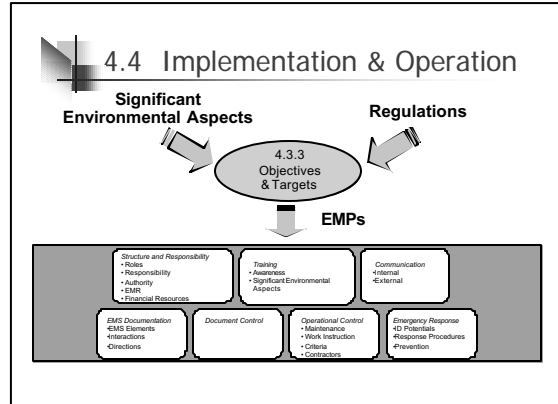 4.4 Implementation & Operation
Significant
Environmental Aspects
Regulations
4.3.3
Objectives
& Targets
EMPs
Structure and Responsibility
• Roles
• Responsibility
• Authority
• EMR
• Financial Resources
Training
• Awareness
• Significant Environmental
Aspects
Communication
•Internal
•External
EMS Documentation
•EMS Elements
•Interactions
•Directions
Document Control
Operational Control
• Maintenance
• Work Instruction
• Criteria
• Contractors
Emergency Response
•ID Potentials
•Response Procedures
•Prevention